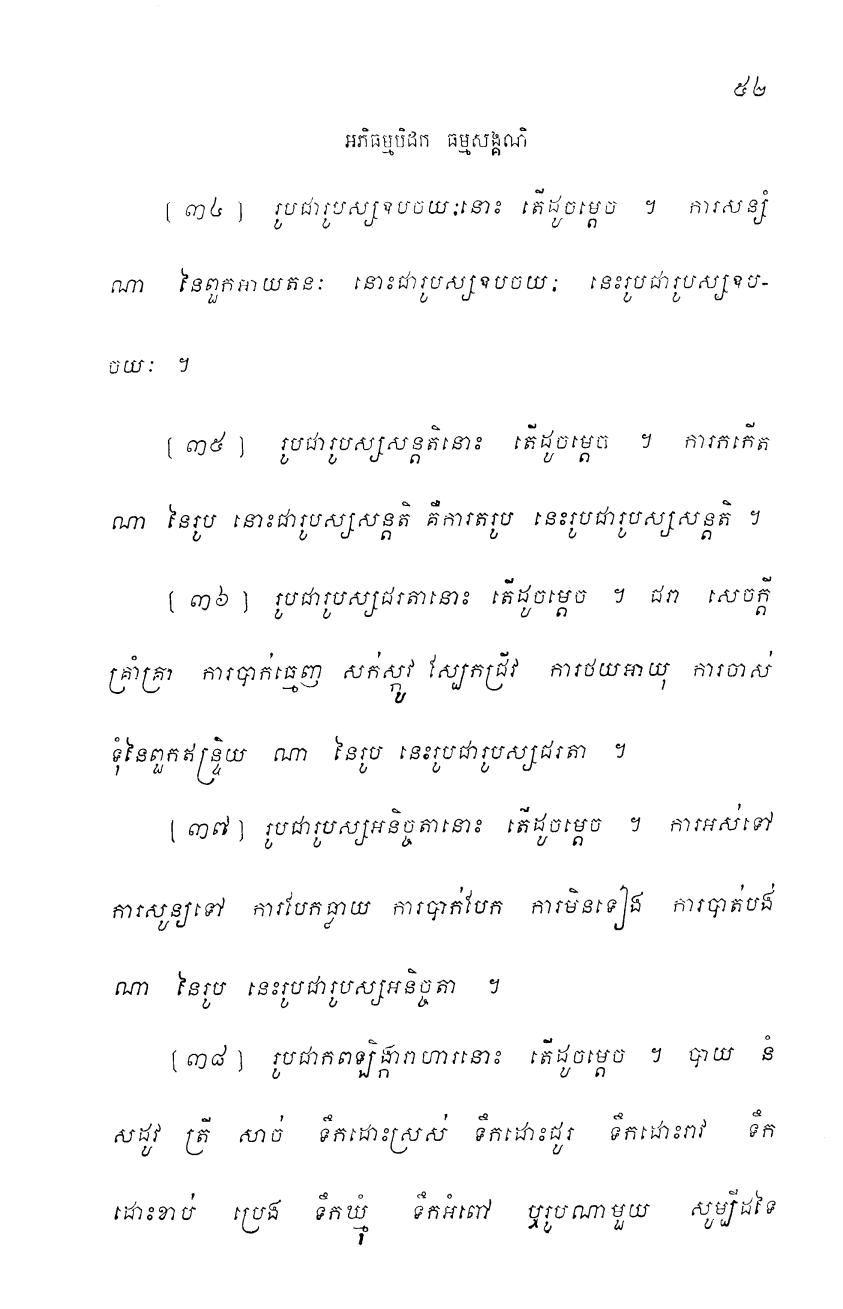 ៥២
អភិធម្មបិដក ធម្មសង្គណិ
[ ៣៤ ] រូបជារូបស្សឧបចយៈនោះ តើដូចម្តេច ។ ការសន្សំ
ណា នៃពួកអាយតនៈ នោះជារូបស្សឧបចយៈ នេះរូបជារូបស្សឧប-
ចយៈ ។
[ ៣៥ ] រូបជារូបស្សសន្តតិនោះ តើដូចម្តេច ។ ការកកើត
ណា នៃរូប នោះជារូបស្សសន្តតិ គឺការតរូប នេះរូបជារូបស្សសន្តតិ ។
[ ៣៦ ] រូបជារូបស្សជរតានោះ តើដូចម្តេច ។ ជរា សេចក្តី
គ្រាំគ្រា ការបាក់ធ្មេញ សក់ស្កូវ ស្បែកជ្រីវ ការថយអាយុ ការចាស់
ទុំនៃពួកឥន្រ្ទិយ ណា នៃរូប នេះរូបជារូបស្សជរតា ។
[ ៣៧ ] រូបជារូបស្សអនិច្ចតានោះ តើដូចម្តេច ។ ការអស់ទៅ
ការសូន្យទៅ ការបែកធ្លាយ ការបាក់បែក ការមិនទៀង ការបាត់បង់
ណា នៃរូប នេះរូបជារូបស្សអនិច្ចតា ។
[ ៣៨ ] រូបជាកពឡិង្ការាហារនោះ តើដូចម្តេច ។ បាយ នំ
សដូវ ត្រី សាច់ ទឹកដោះស្រស់ ទឹកដោះជូរ ទឹកដោះរាវ ទឹក
ដោះខាប់ ប្រេង ទឹកឃ្មុំ ទឹកអំពៅ ឬរូបណាមួយ សូម្បីដទៃ